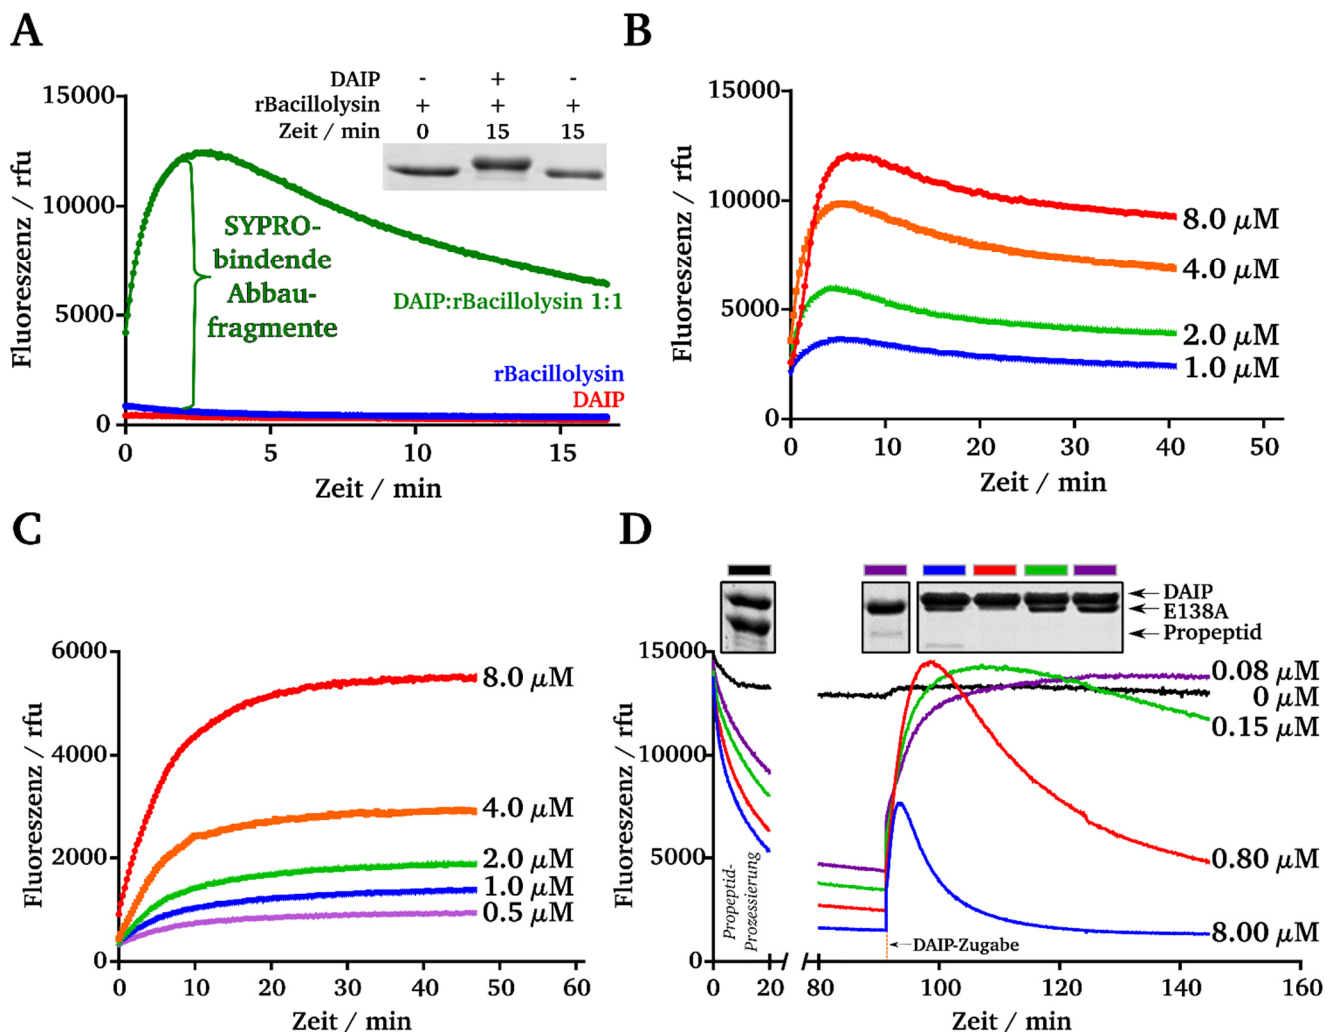 A
DAIP - + -
rBacillolysin + + +
Zeit / min 0 15 15
15000
10000
5000
0
Fluoreszenz / rfu
SYPRO-
bindende
Abbau-
fragmente
DAIP:rBacillolysin 1:1
rBacillolysin
DAIP
0 5 10 15
Zeit / min
B
15000
10000
5000
0
Fluoreszenz / rfu
8.0 µM
4.0 µM
2.0 µM
1.0 µM
0 10 20 30 40 50
Zeit / min
C
6000
4000
2000
0
Fluoreszenz / rfu
8.0 µM
4.0 µM
2.0 µM
1.0 µM
0.5 µM
0 10 20 30 40 50 60
Zeit / min
D
DAIP
E138A
Propeptid
15000
10000
5000
0
Fluoreszenz / rfu
Propeptid-
Prozessierung
DAIP-Zugabe
0.08 µM
0 µM
0.15 µM
0.80 µM
8.00 µM
0 20 80 100 120 140 160
Zeit / min